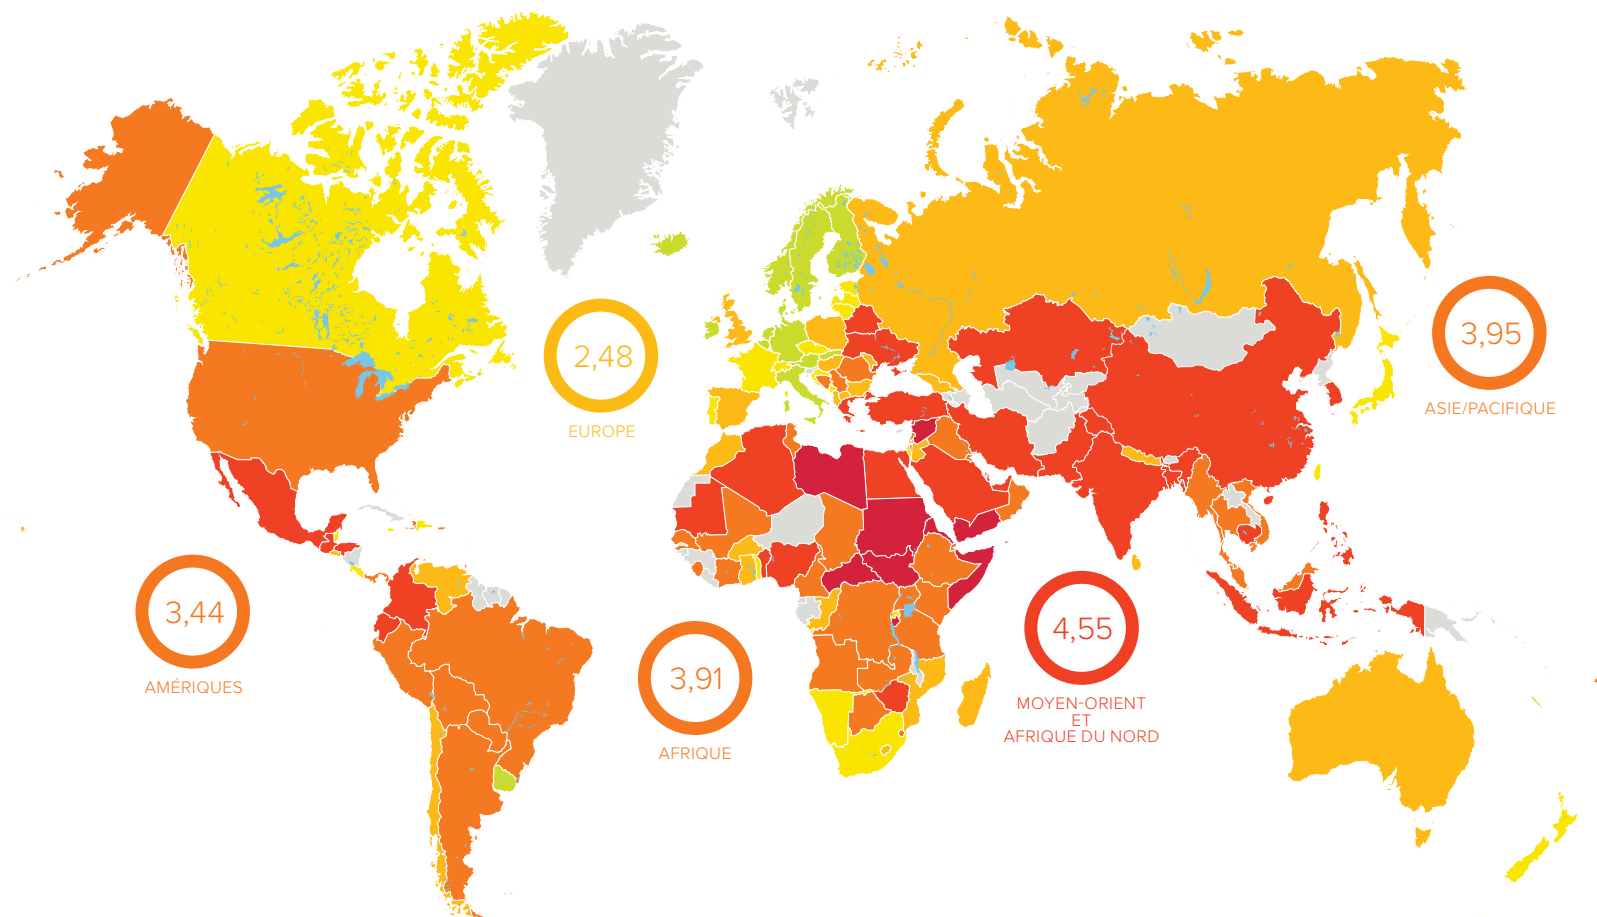 2,48
EUROPE
3,95
ASIE/PACIFIQUE
3,44
AMÉRIQUES
3,91
AFRIQUE
4,55
MOYEN-ORIENT
ET
AFRIQUE DU NORD